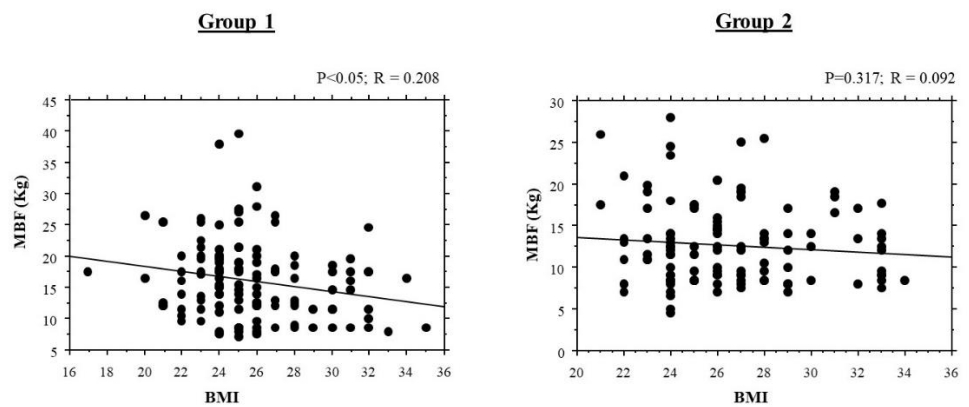 Group 1
P<0.05; R = 0.208
MBF (Kg)
45
40
35
30
25
20
15
10
5
16 18 20 22 24 26 28 30 32 34 36
BMI
Group 2
P=0.317; R = 0.092
MBF (Kg)
30
25
20
15
10
5
0
20 22 24 26 28 30 32 34 36
BMI